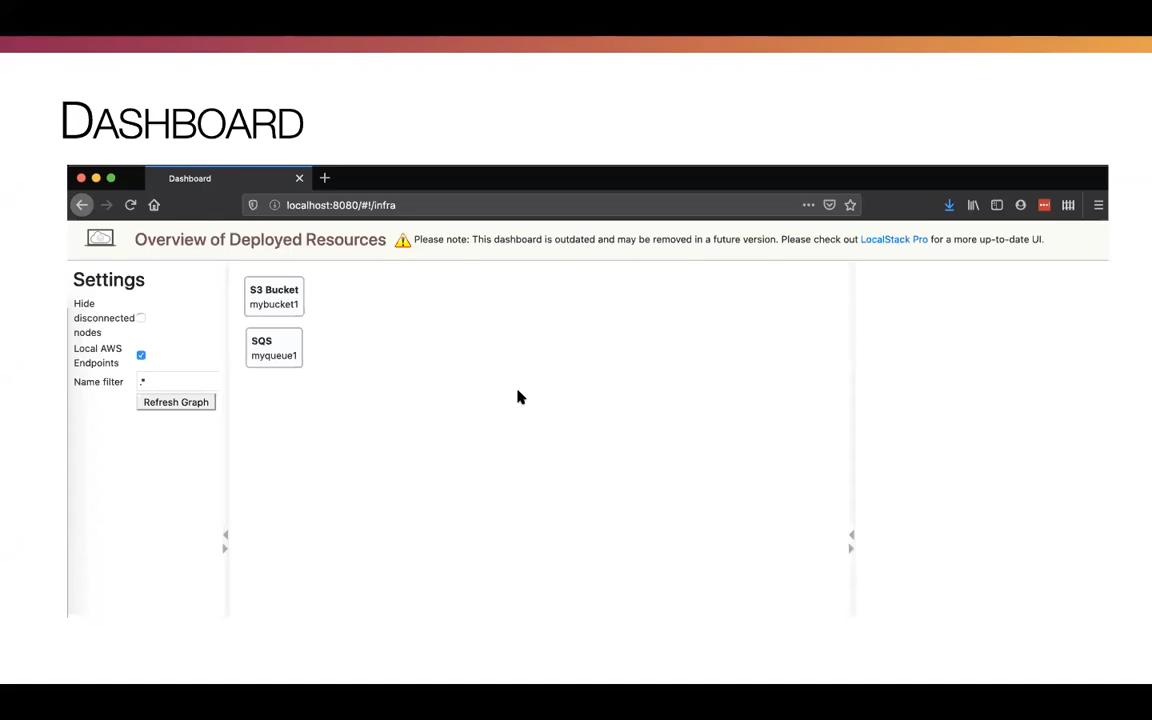 DASHBOARD
Dashboard
localhost:8080/#!/infra
Overview of Deployed Resources
Please note: This dashboard is outdated and may be removed in a future version. Please check out LocalStack Pro for a more up-to-date UI.
Settings
Hide
disconnected
nodes
Local AWS
Endpoints
Name filter
.*
Refresh Graph
S3 Bucket
mybucket1
SQS
myqueue1